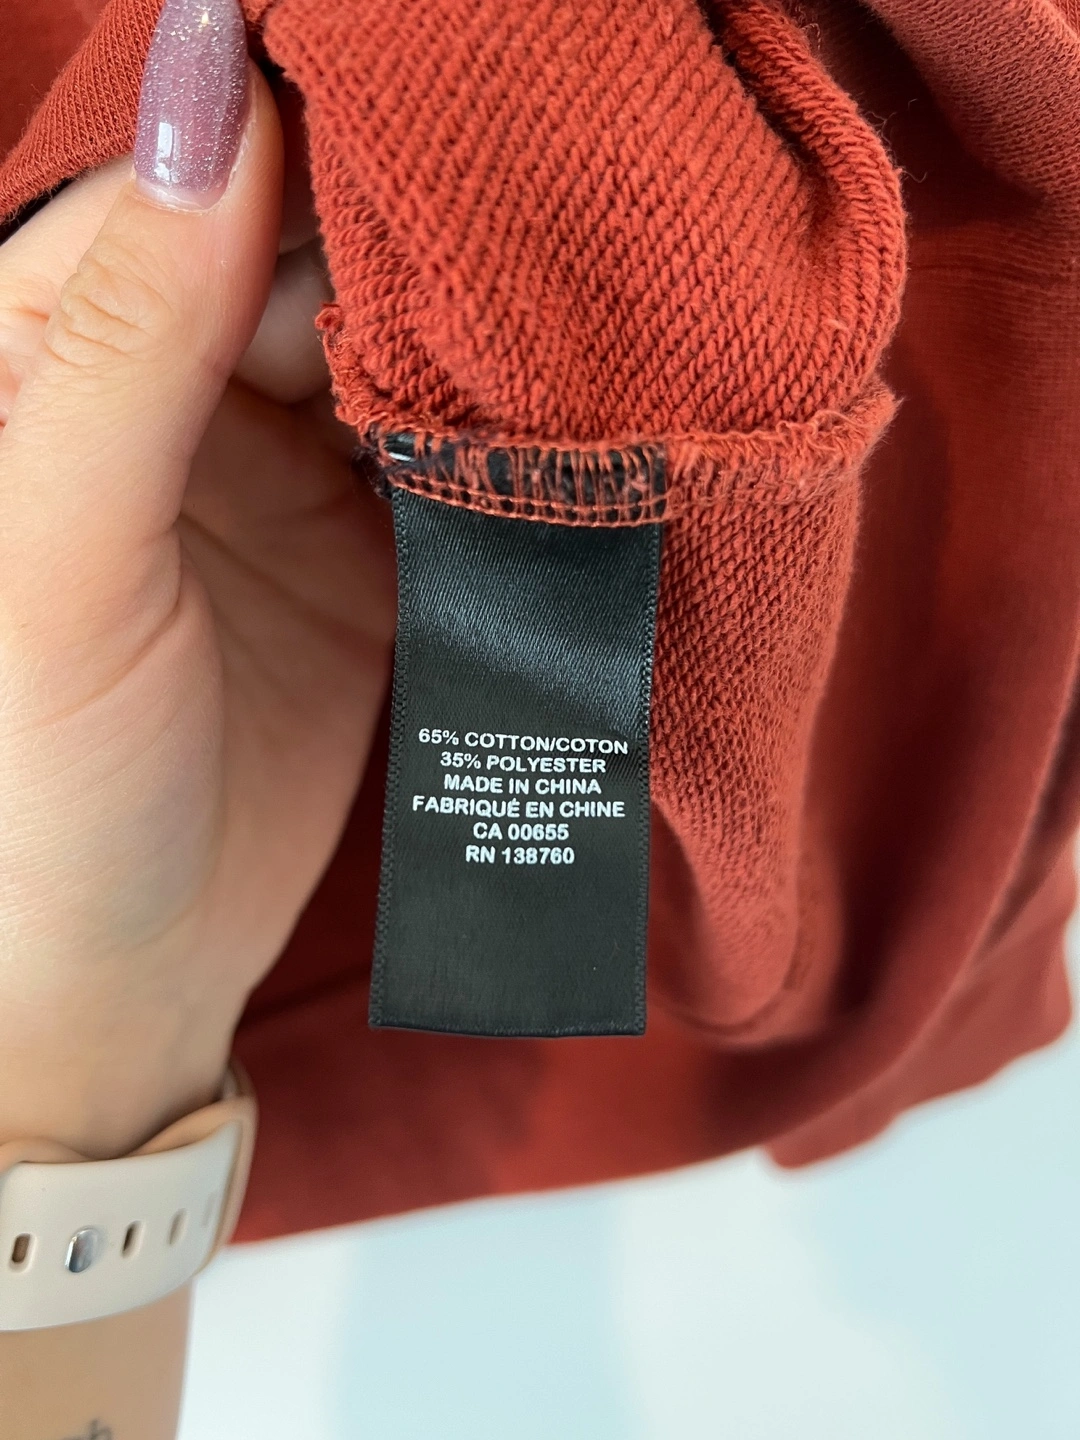 65% COTTON/COTON
35% POLYESTER
MADE IN CHINA
FABRIQUÉ EN CHINE
CA 00655
RN 138760